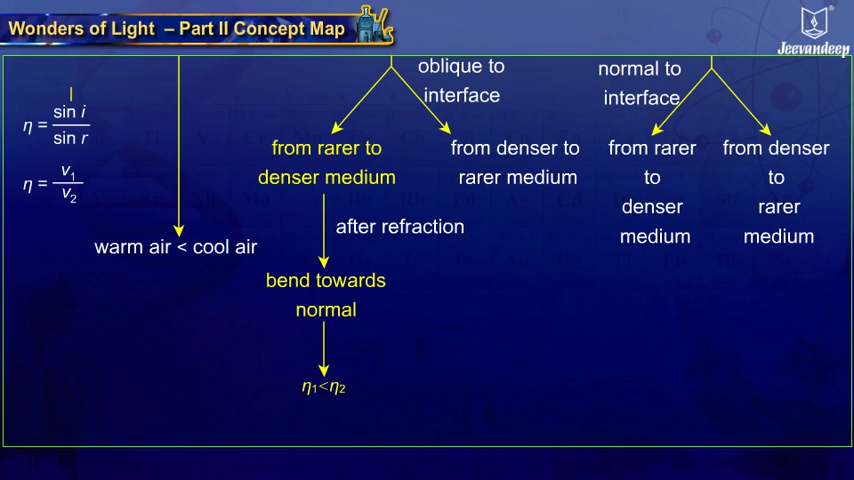 Wonders of Light – Part II Concept Map
Jeevandeep
®
η = sin i / sin r
η = v₁ / v₂
warm air < cool air
oblique to
interface
from rarer to
denser medium
from denser to
rarer medium
after refraction
bend towards
normal
η₁<η₂
normal to
interface
from rarer
to
denser
medium
from denser
to
rarer
medium